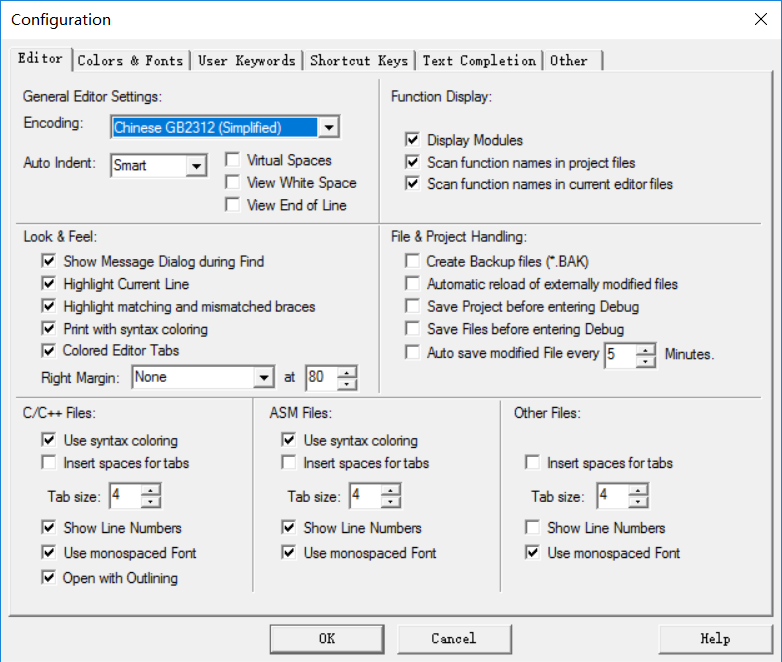 Configuration
Editor
Colors & Fonts
User Keywords
Shortcut Keys
Text Completion
Other
General Editor Settings:
Encoding: Chinese GB2312 (Simplified)
Auto Indent: Smart
Virtual Spaces
View White Space
View End of Line
Function Display:
Display Modules
Scan function names in project files
Scan function names in current editor files
Look & Feel:
Show Message Dialog during Find
Highlight Current Line
Highlight matching and mismatched braces
Print with syntax coloring
Colored Editor Tabs
Right Margin: None at 80
File & Project Handling:
Create Backup files (*.BAK)
Automatic reload of externally modified files
Save Project before entering Debug
Save Files before entering Debug
Auto save modified File every 5 Minutes.
C/C++ Files:
Use syntax coloring
Insert spaces for tabs
Tab size: 4
Show Line Numbers
Use monospaced Font
Open with Outlining
ASM Files:
Use syntax coloring
Insert spaces for tabs
Tab size: 4
Show Line Numbers
Use monospaced Font
Other Files:
Insert spaces for tabs
Tab size: 4
Show Line Numbers
Use monospaced Font
OK
Cancel
Help